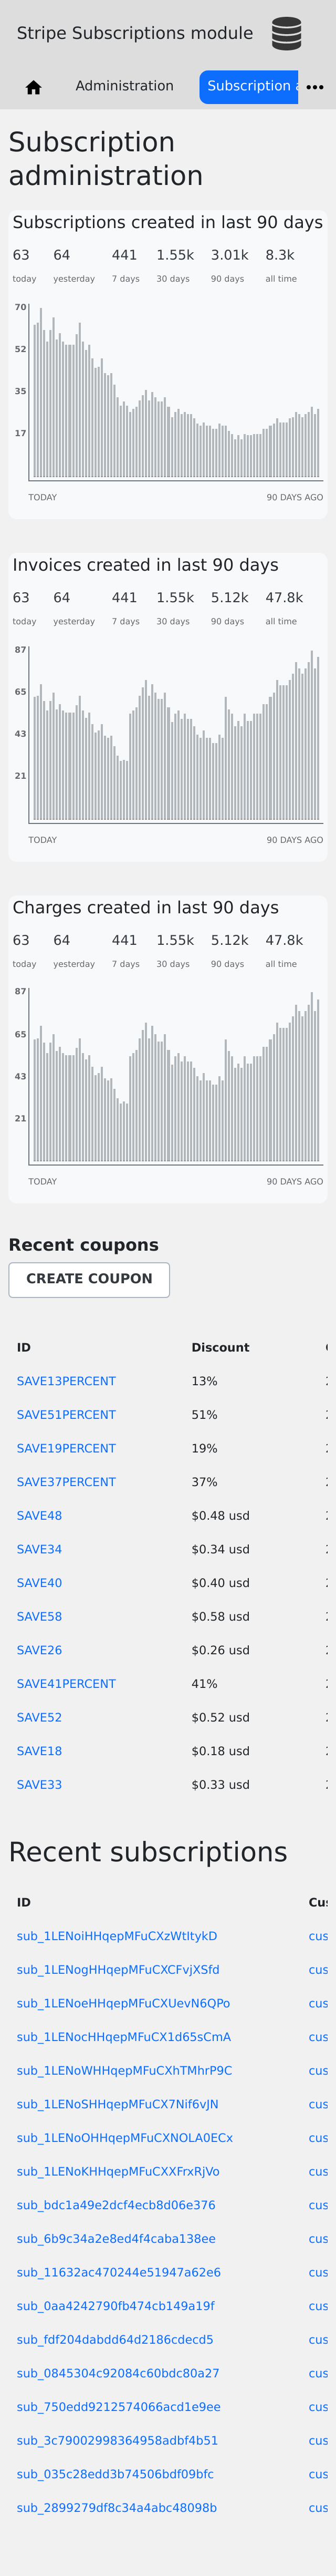 Stripe Subscriptions module
Administration
Subscription
Subscription
administration
Subscriptions created in last 90 days
63 64 441 1.55k 3.01k 8.3k
today yesterday 7 days 30 days 90 days all time
70
52
35
17
TODAY 90 DAYS AGO
Invoices created in last 90 days
63 64 441 1.55k 5.12k 47.8k
today yesterday 7 days 30 days 90 days all time
87
65
43
21
TODAY 90 DAYS AGO
Charges created in last 90 days
63 64 441 1.55k 5.12k 47.8k
today yesterday 7 days 30 days 90 days all time
87
65
43
21
TODAY 90 DAYS AGO
Recent coupons
CREATE COUPON
ID Discount
SAVE13PERCENT 13%
SAVE51PERCENT 51%
SAVE19PERCENT 19%
SAVE37PERCENT 37%
SAVE48 $0.48 usd
SAVE34 $0.34 usd
SAVE40 $0.40 usd
SAVE58 $0.58 usd
SAVE26 $0.26 usd
SAVE41PERCENT 41%
SAVE52 $0.52 usd
SAVE18 $0.18 usd
SAVE33 $0.33 usd
Recent subscriptions
ID Cus
sub_1LENoiHHqepMFuCXzWtItykD cus
sub_1LENogHHqepMFuCXCFvjXSfd cus
sub_1LENoeHHqepMFuCXUevN6QPo cus
sub_1LENocHHqepMFuCX1d65sCmA cus
sub_1LENoWHHqepMFuCXhTMhrP9C cus
sub_1LENoSHHqepMFuCX7Nif6vJN cus
sub_1LENoOHHqepMFuCXNOLA0ECx cus
sub_1LENoKHHqepMFuCXXFrxRjVo cus
sub_bdc1a49e2dcf4ecb8d06e376 cus
sub_6b9c34a2e8ed4f4caba138ee cus
sub_11632ac470244e51947a62e6 cus
sub_0aa4242790fb474cb149a19f cus
sub_fdf204dabdd64d2186cdecd5 cus
sub_0845304c92084c60bdc80a27 cus
sub_750edd9212574066acd1e9ee cus
sub_3c79002998364958adbf4b51 cus
sub_035c28edd3b74506bdf09bfc cus
sub_2899279df8c34a4abc48098b cus